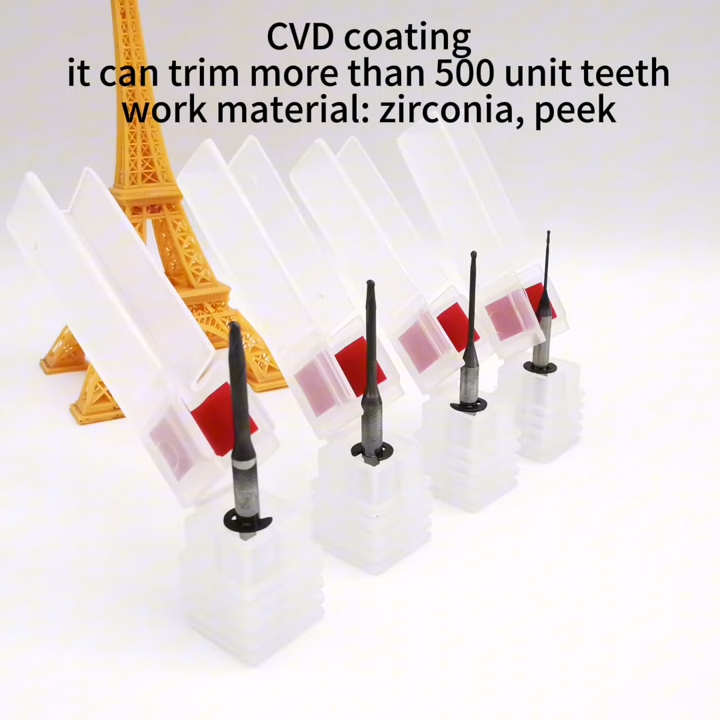 CVD coating
it can trim more than 500 unit teeth
work material: zirconia, peek